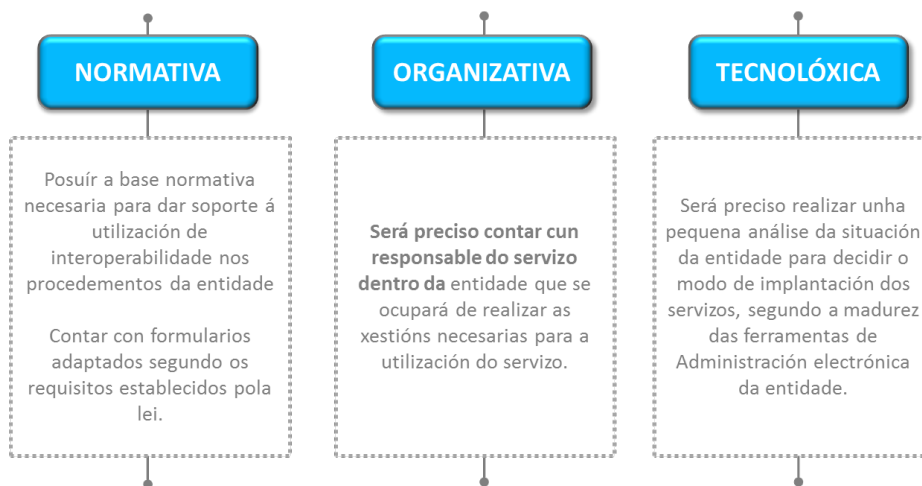 NORMATIVA
Posuír a base normativa
necesaria para dar soporte á
utilización de
interoperabilidade nos
procedementos da entidade
Contar con formularios
adaptados segundo os
requisitos establecidos pola
lei.
ORGANIZATIVA
Será preciso contar cun
responsable do servizo
dentro da entidade que se
ocupará de realizar as
xestións necesarias para a
utilización do servizo.
TECNOLÓXICA
Será preciso realizar unha
pequena análise da situación
da entidade para decidir o
modo de implantación dos
servizos, segundo a madurez
das ferramentas de
Administración electrónica
da entidade.